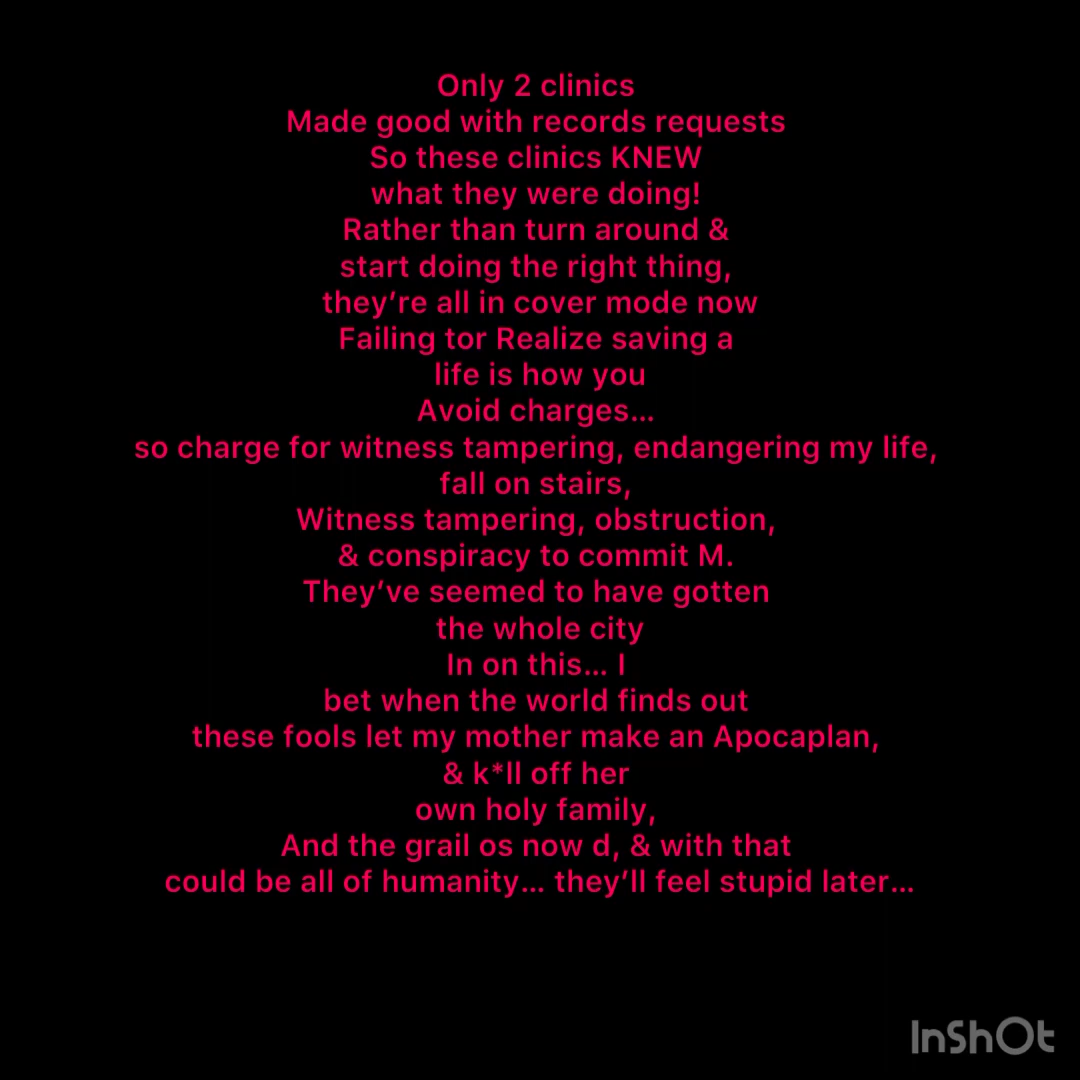 Only 2 clinics
Made good with records requests
So these clinics KNEW
what they were doing!
Rather than turn around &
start doing the right thing,
they’re all in cover mode now
Failing tor Realize saving a
life is how you
Avoid charges…
so charge for witness tampering, endangering my life,
fall on stairs,
Witness tampering, obstruction,
& conspiracy to commit M.
They’ve seemed to have gotten
the whole city
In on this… I
bet when the world finds out
these fools let my mother make an Apocaplan,
& k*ll off her
own holy family,
And the grail os now d, & with that
could be all of humanity… they’ll feel stupid later…
InShOt